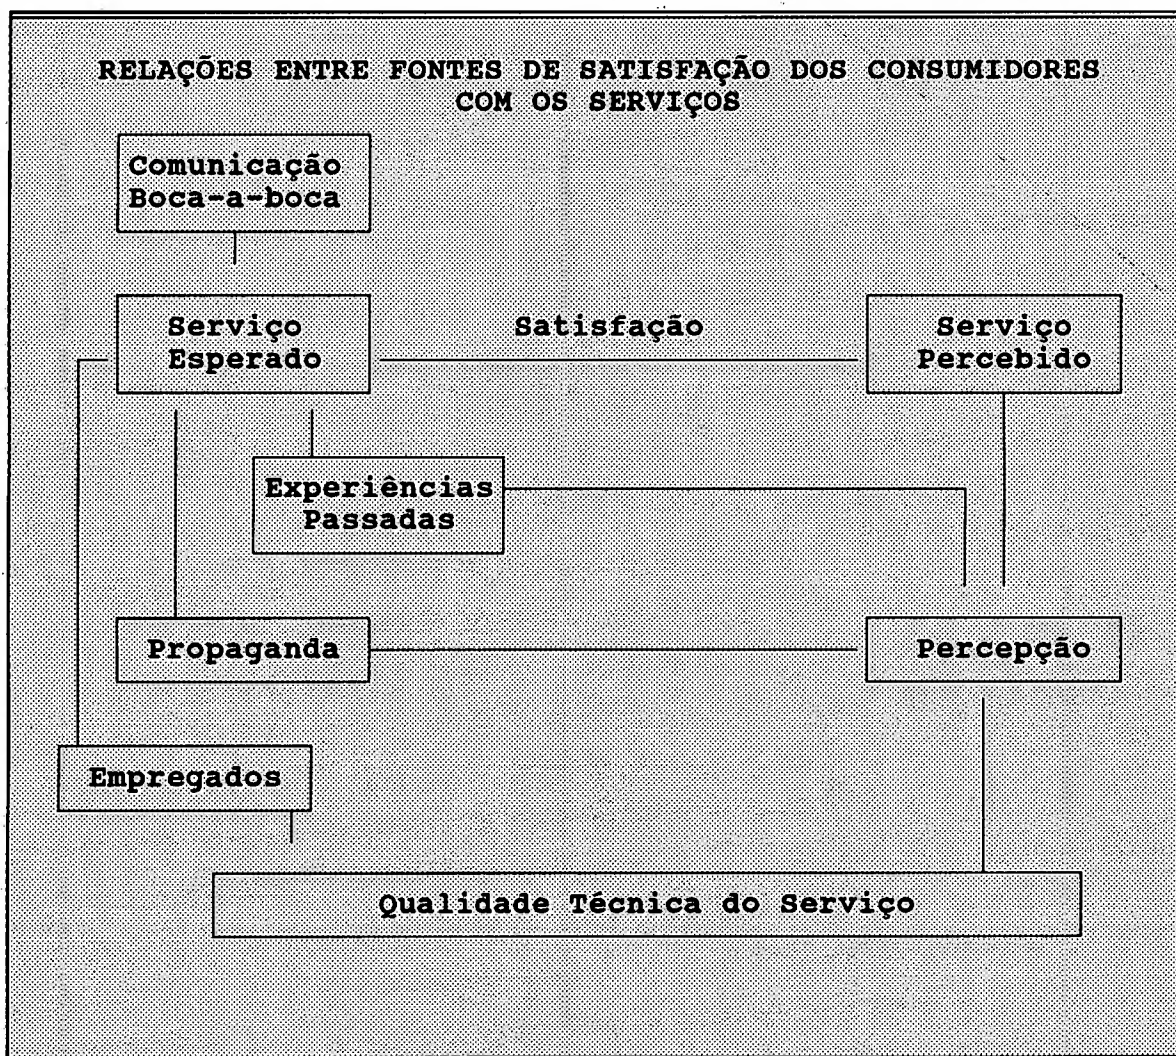 RELAÇÕES ENTRE FONTES DE SATISFAÇÃO DOS CONSUMIDORES
COM OS SERVIÇOS
Comunicação
Boca-a-boca
Serviço
Esperado
Satisfação
Serviço
Percebido
Experiências
Passadas
Propaganda
Percepção
Empregados
Qualidade Técnica do Serviço